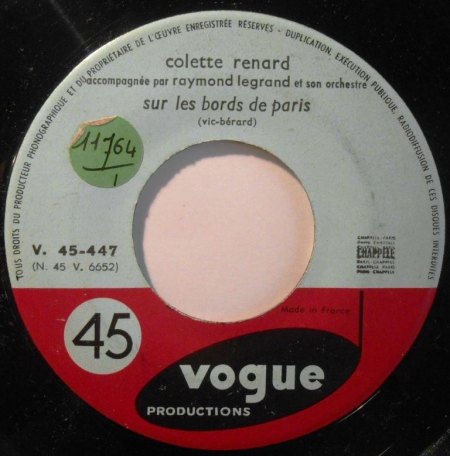 TOUS DROITS DU PRODUCTEUR PHONOGRAPHIQUE ET DU PROPRIÉTAIRE DE L'ŒUVRE ENREGISTRÉE RÉSERVÉS - DUPLICATION, EXÉCUTION PUBLIQUE, RADIODIFFUSION DE CES DISQUES INTERDITES
colette renard
accompagnée par raymond legrand et son orchestre
sur les bords de paris
(vic-bérard)
11764
1
V. 45-447
(N. 45 V. 6652)
CHAPPELLE
Made in France
45
vogue
PRODUCTIONS